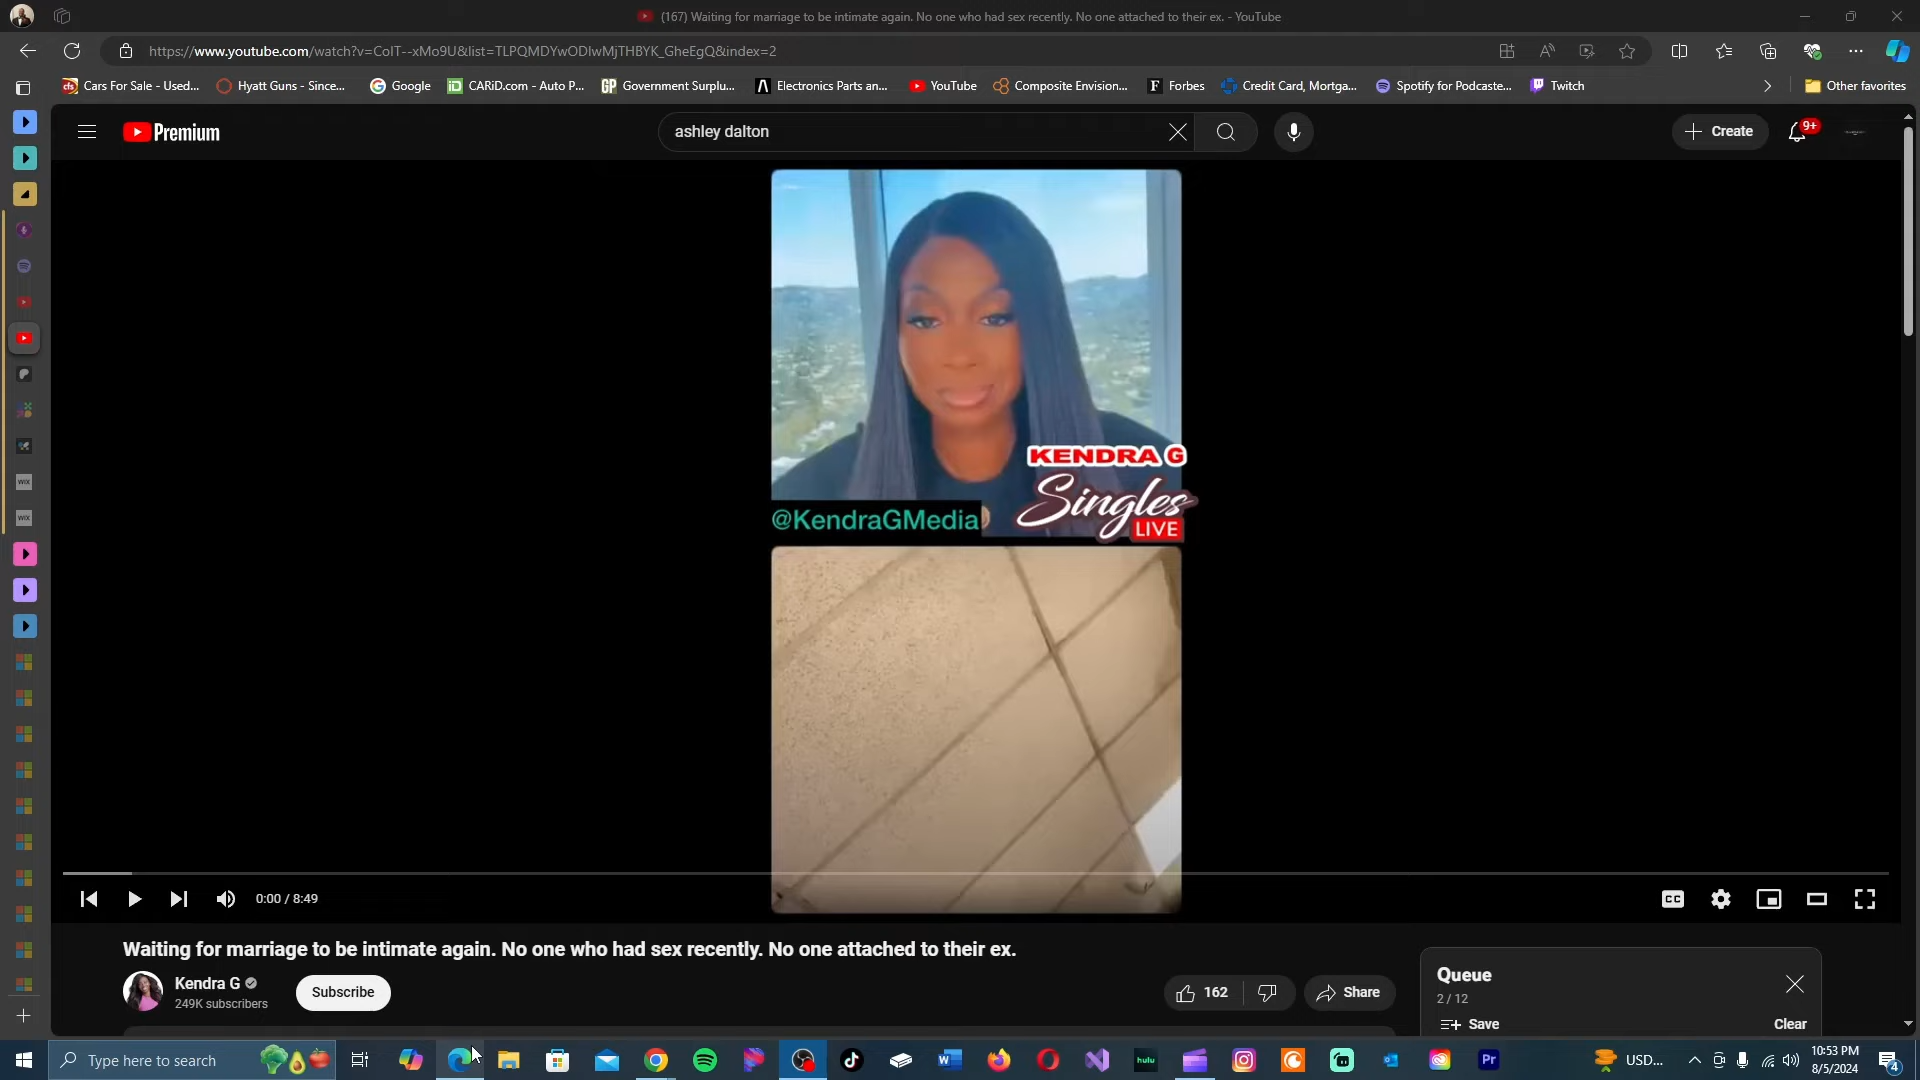 (167) Waiting for marriage to be intimate again. No one who had sex recently. No one attached to their ex. - YouTube
https://www.youtube.com/watch?v=CoIT--xMo9U&list=TLPQMDYwODIwMjTHBYK_GheEgQ&index=2
Cars For Sale - Used... Hyatt Guns - Since... Google CARiD.com - Auto P... Government Surplu... Electronics Parts an... YouTube Composite Envision... Forbes Credit Card, Mortga... Spotify for Podcaste... Twitch Other favorites
Premium ashley dalton Create 9+
KENDRA G
Singles
LIVE
@KendraGMedia
WIX
WIX
0:00 / 8:49 CC
Waiting for marriage to be intimate again. No one who had sex recently. No one attached to their ex.
Kendra G
249K subscribers
Subscribe
162 Share
Queue
2 / 12
Save Clear
Type here to search hulu Pr USD... 10:53 PM
8/5/2024 4